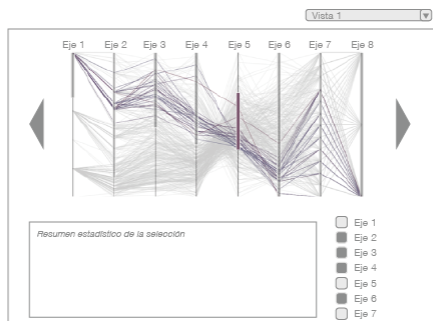 Vista 1
Eje 1 Eje 2 Eje 3 Eje 4 Eje 5 Eje 6 Eje 7 Eje 8
Resumen estadístico de la selección
Eje 1
Eje 2
Eje 3
Eje 4
Eje 5
Eje 6
Eje 7